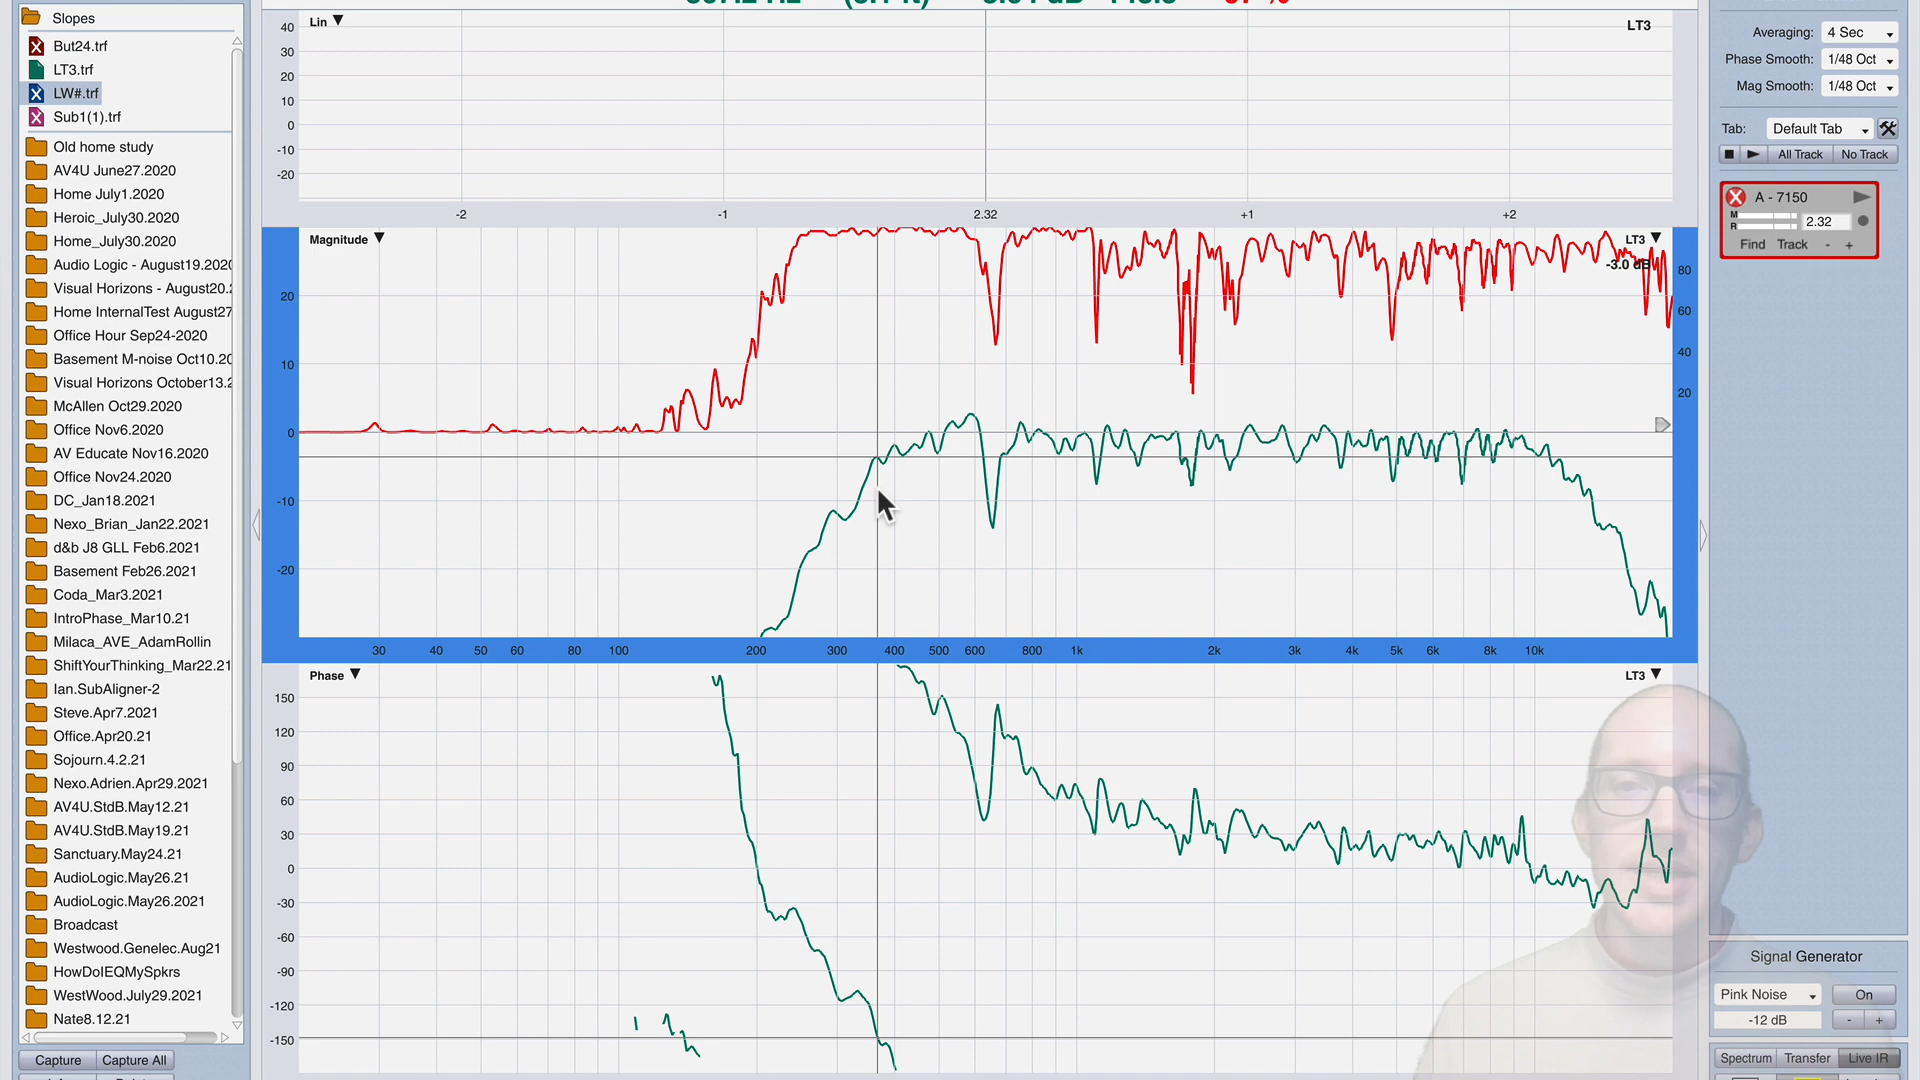 Slopes
But24.trf
LT3.trf
LW#.trf
Sub1(1).trf
Old home study
AV4U June27.2020
Home July1.2020
Heroic_July30.2020
Home_July30.2020
Audio Logic - August19.2020
Visual Horizons - August20.
Home InternalTest August27
Office Hour Sep24-2020
Basement M-noise Oct10.20
Visual Horizons October13.2
McAllen Oct29.2020
Office Nov6.2020
AV Educate Nov16.2020
Office Nov24.2020
DC_Jan18.2021
Nexo_Brian_Jan22.2021
d&b J8 GLL Feb6.2021
Basement Feb26.2021
Coda_Mar3.2021
IntroPhase_Mar10.21
Milaca_AVE_AdamRollin
ShiftYourThinking_Mar22.21
Ian.SubAligner-2
Steve.Apr7.2021
Office.Apr20.21
Sojourn.4.2.21
Nexo.Adrien.Apr29.2021
AV4U.StdB.May12.21
AV4U.StdB.May19.21
Sanctuary.May24.21
AudioLogic.May26.21
AudioLogic.May26.2021
Broadcast
Westwood.Genelec.Aug21
HowDoIEQMySpkrs
WestWood.July29.2021
Nate8.12.21
Capture Capture All
Lin LT3
40
30
20
10
0
-10
-20
-2 -1 2.32 +1 +2
Magnitude LT3
-3.0 dB
20
10
0
-10
-20
80
60
40
20
30 40 50 60 80 100 200 300 400 500 600 800 1k 2k 3k 4k 5k 6k 8k 10k
Phase LT3
150
120
90
60
30
0
-30
-60
-90
-120
-150
Averaging: 4 Sec
Phase Smooth: 1/48 Oct
Mag Smooth: 1/48 Oct
Tab: Default Tab
All Track No Track
A - 7150
M
R
2.32
Find Track - +
Signal Generator
Pink Noise On
-12 dB - +
Spectrum Transfer Live IR